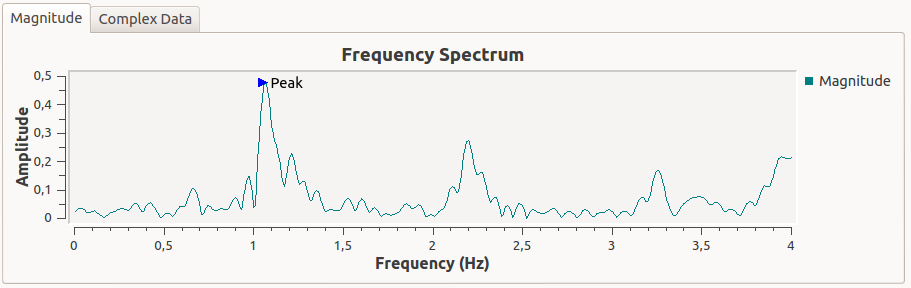 Magnitude
Complex Data
Frequency Spectrum
0,5
0,4
0,3
0,2
0,1
0
Amplitude
Peak
Magnitude
0 0,5 1 1,5 2 2,5 3 3,5 4
Frequency (Hz)